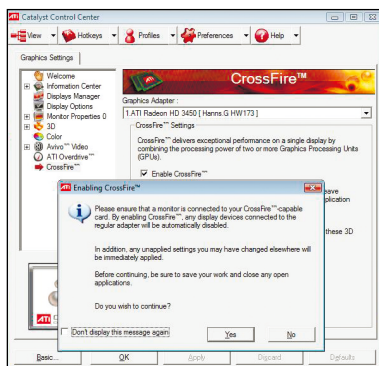 ATI Catalyst Control Center
View Hotkeys Profiles Preferences Help
Graphics Settings
Welcome
Information Center
Displays Manager
Display Options
Monitor Properties 0
3D
Color
Avivo™ Video
ATI Overdrive™
CrossFire™
CrossFire™
Graphics Adapter :
1.ATI Radeon HD 3450 [ Hanns.G HW173 ]
CrossFire™ Settings
CrossFire™ delivers exceptional performance on a single display by
combining the processing power of two or more Graphics Processing Units
(GPUs).
Enable CrossFire™
eave
plication
these 3D
ATI Enabling CrossFire™
Please ensure that a monitor is connected to your CrossFire™-capable
card. By enabling CrossFire™, any display devices connected to the
regular adapter will be automatically disabled.
In addition, any unapplied settings you may have changed elsewhere will
be immediately applied.
Before continuing, be sure to save your work and close any open
applications.
Do you wish to continue?
Don't display this message again
Yes No
ATI
Basic... OK Apply Discard Defaults